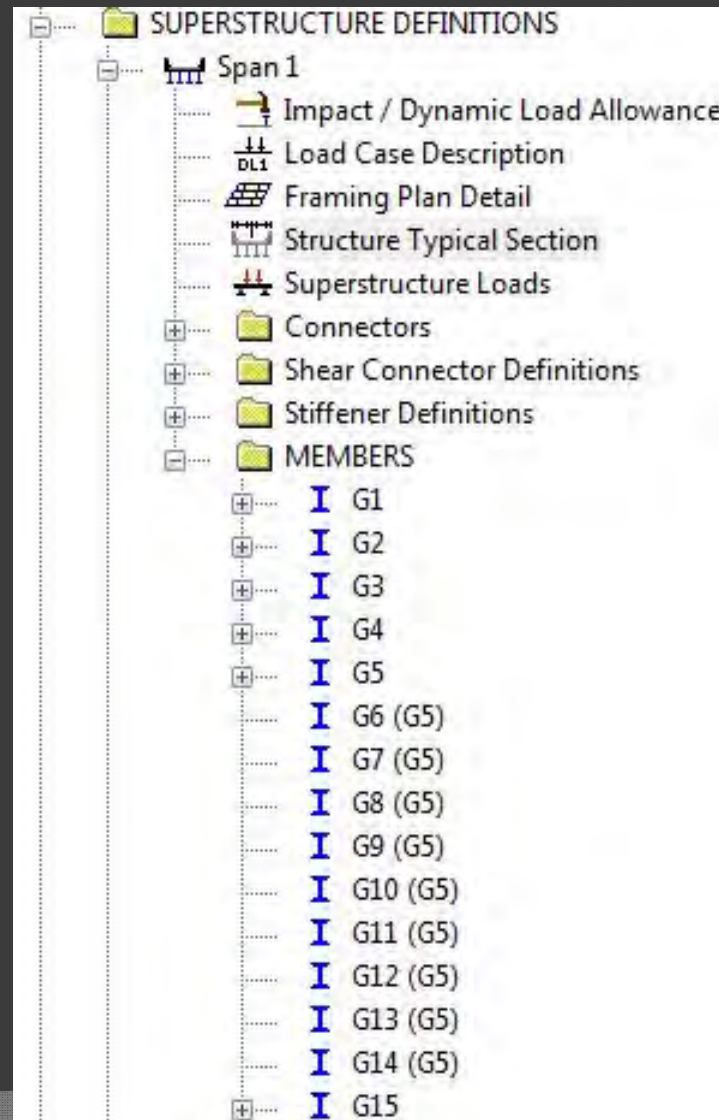 SUPERSTRUCTURE DEFINITIONS
Span 1
Impact / Dynamic Load Allowance
DL1 Load Case Description
Framing Plan Detail
Structure Typical Section
Superstructure Loads
Connectors
Shear Connector Definitions
Stiffener Definitions
MEMBERS
G1
G2
G3
G4
G5
G6 (G5)
G7 (G5)
G8 (G5)
G9 (G5)
G10 (G5)
G11 (G5)
G12 (G5)
G13 (G5)
G14 (G5)
G15